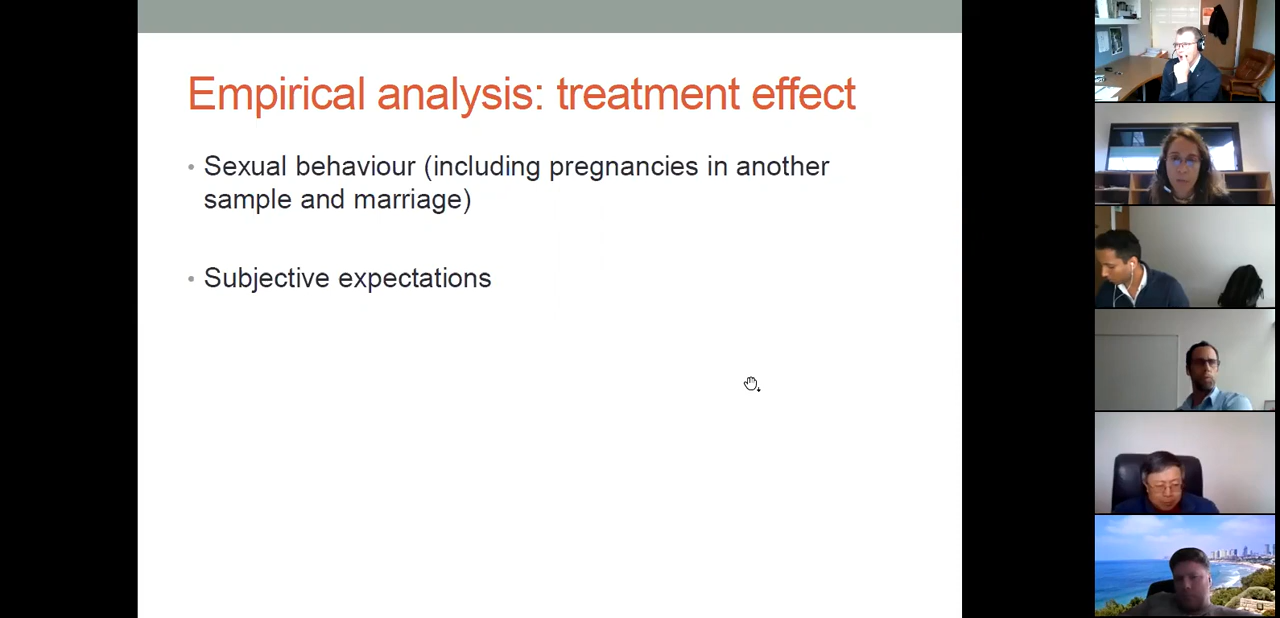 Empirical analysis: treatment effect
• Sexual behaviour (including pregnancies in another
sample and marriage)
• Subjective expectations